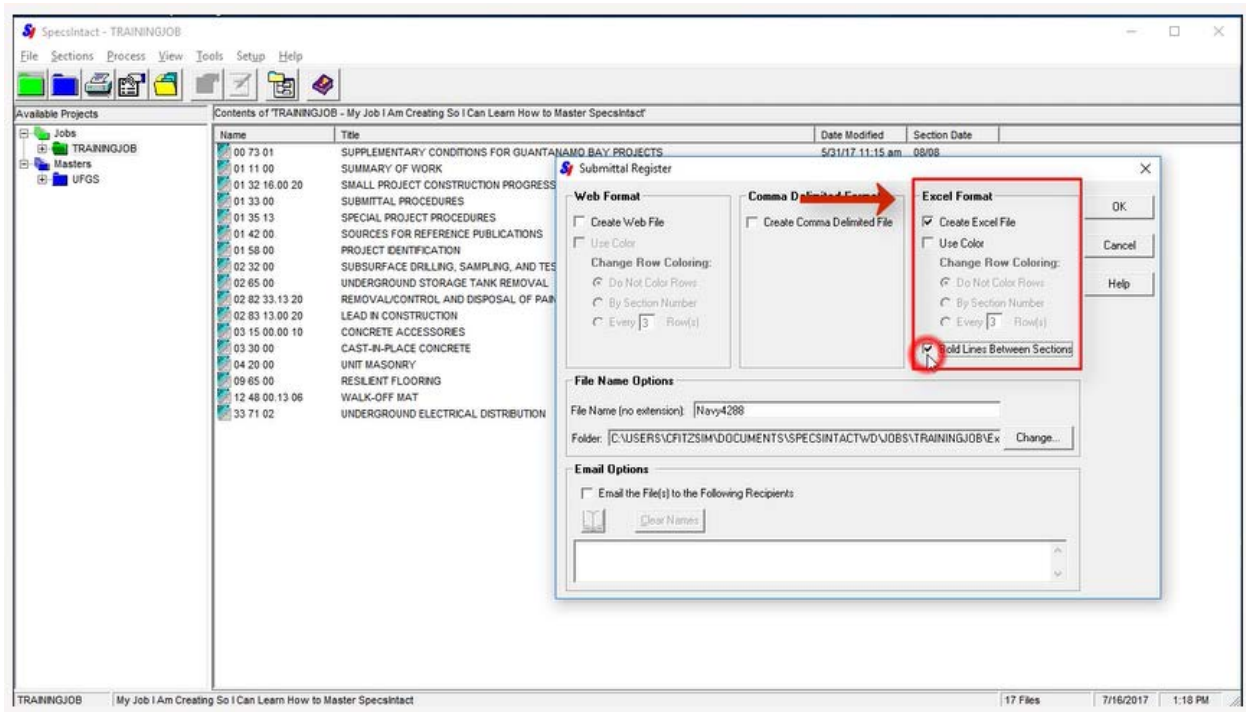 SpecsIntact - TRAININGJOB
File Sections Process View Tools Setup Help
Available Projects
Contents of 'TRAININGJOB - My Job I Am Creating So I Can Learn How to Master SpecsIntact'
Jobs
TRAININGJOB
Masters
UFGS
Name Title Date Modified Section Date
00 73 01 SUPPLEMENTARY CONDITIONS FOR GUANTANAMO BAY PROJECTS 5/31/17 11:15 am 08/08
01 11 00 SUMMARY OF WORK
01 32 16.00 20 SMALL PROJECT CONSTRUCTION PROGRESS
01 33 00 SUBMITTAL PROCEDURES
01 35 13 SPECIAL PROJECT PROCEDURES
01 42 00 SOURCES FOR REFERENCE PUBLICATIONS
01 58 00 PROJECT IDENTIFICATION
02 32 00 SUBSURFACE DRILLING, SAMPLING, AND TES
02 65 00 UNDERGROUND STORAGE TANK REMOVAL
02 82 33.13 20 REMOVAL/CONTROL AND DISPOSAL OF PAIN
02 83 13.00 20 LEAD IN CONSTRUCTION
03 15 00.00 10 CONCRETE ACCESSORIES
03 30 00 CAST-IN-PLACE CONCRETE
04 20 00 UNIT MASONRY
09 65 00 RESILIENT FLOORING
12 48 00.13 06 WALK-OFF MAT
33 71 02 UNDERGROUND ELECTRICAL DISTRIBUTION
Submittal Register
Web Format
Create Web File
Use Color
Change Row Coloring:
Do Not Color Rows
By Section Number
Every 3 Row(s)
Comma Delimited Format
Create Comma Delimited File
Excel Format
Create Excel File
Use Color
Change Row Coloring:
Do Not Color Rows
By Section Number
Every 3 Row(s)
Bold Lines Between Sections
OK
Cancel
Help
File Name Options
File Name (no extension): Navy4288
Folder: C:\USERS\CFITZSIM\DOCUMENTS\SPECSINTACTWD\JOBS\TRAININGJOB\Ex Change...
Email Options
Email the File(s) to the Following Recipients
Clear Names
TRAININGJOB My Job I Am Creating So I Can Learn How to Master SpecsIntact 17 Files 7/16/2017 1:18 PM